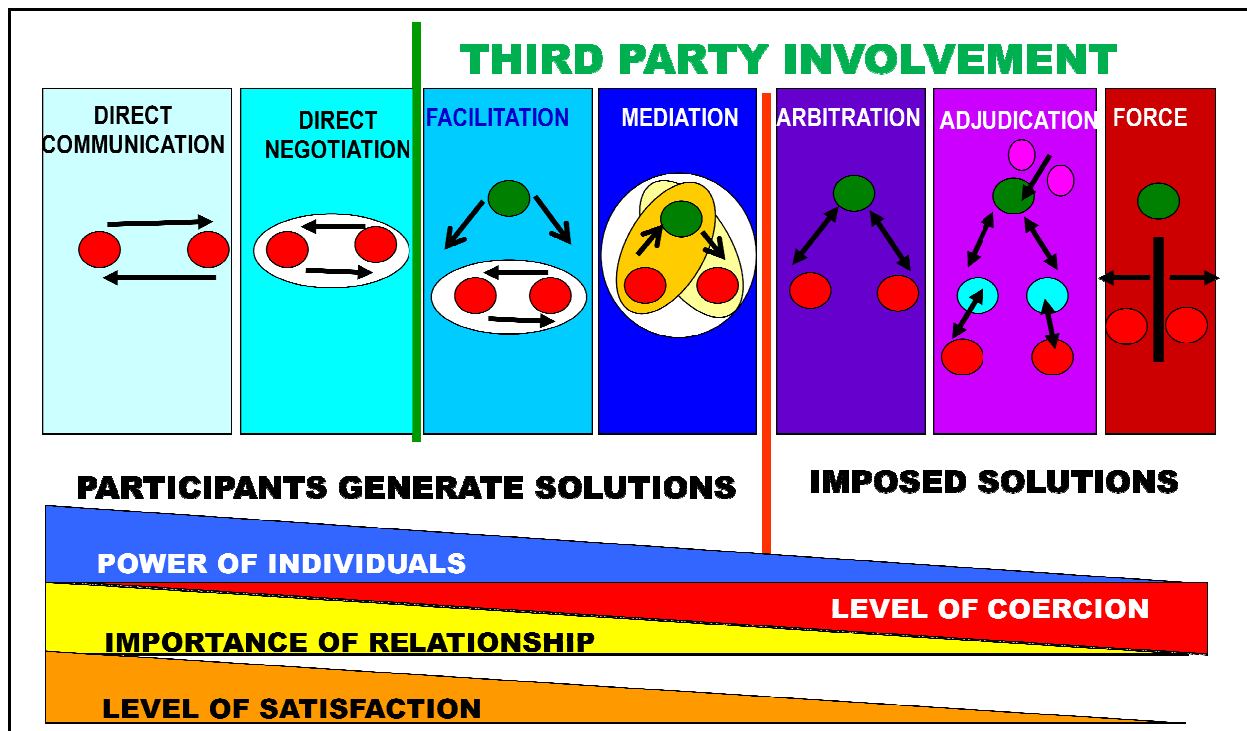 THIRD PARTY INVOLVEMENT
DIRECT
COMMUNICATION
DIRECT
NEGOTIATION
FACILITATION
MEDIATION
ARBITRATION
ADJUDICATION
FORCE
PARTICIPANTS GENERATE SOLUTIONS
IMPOSED SOLUTIONS
POWER OF INDIVIDUALS
LEVEL OF COERCION
IMPORTANCE OF RELATIONSHIP
LEVEL OF SATISFACTION